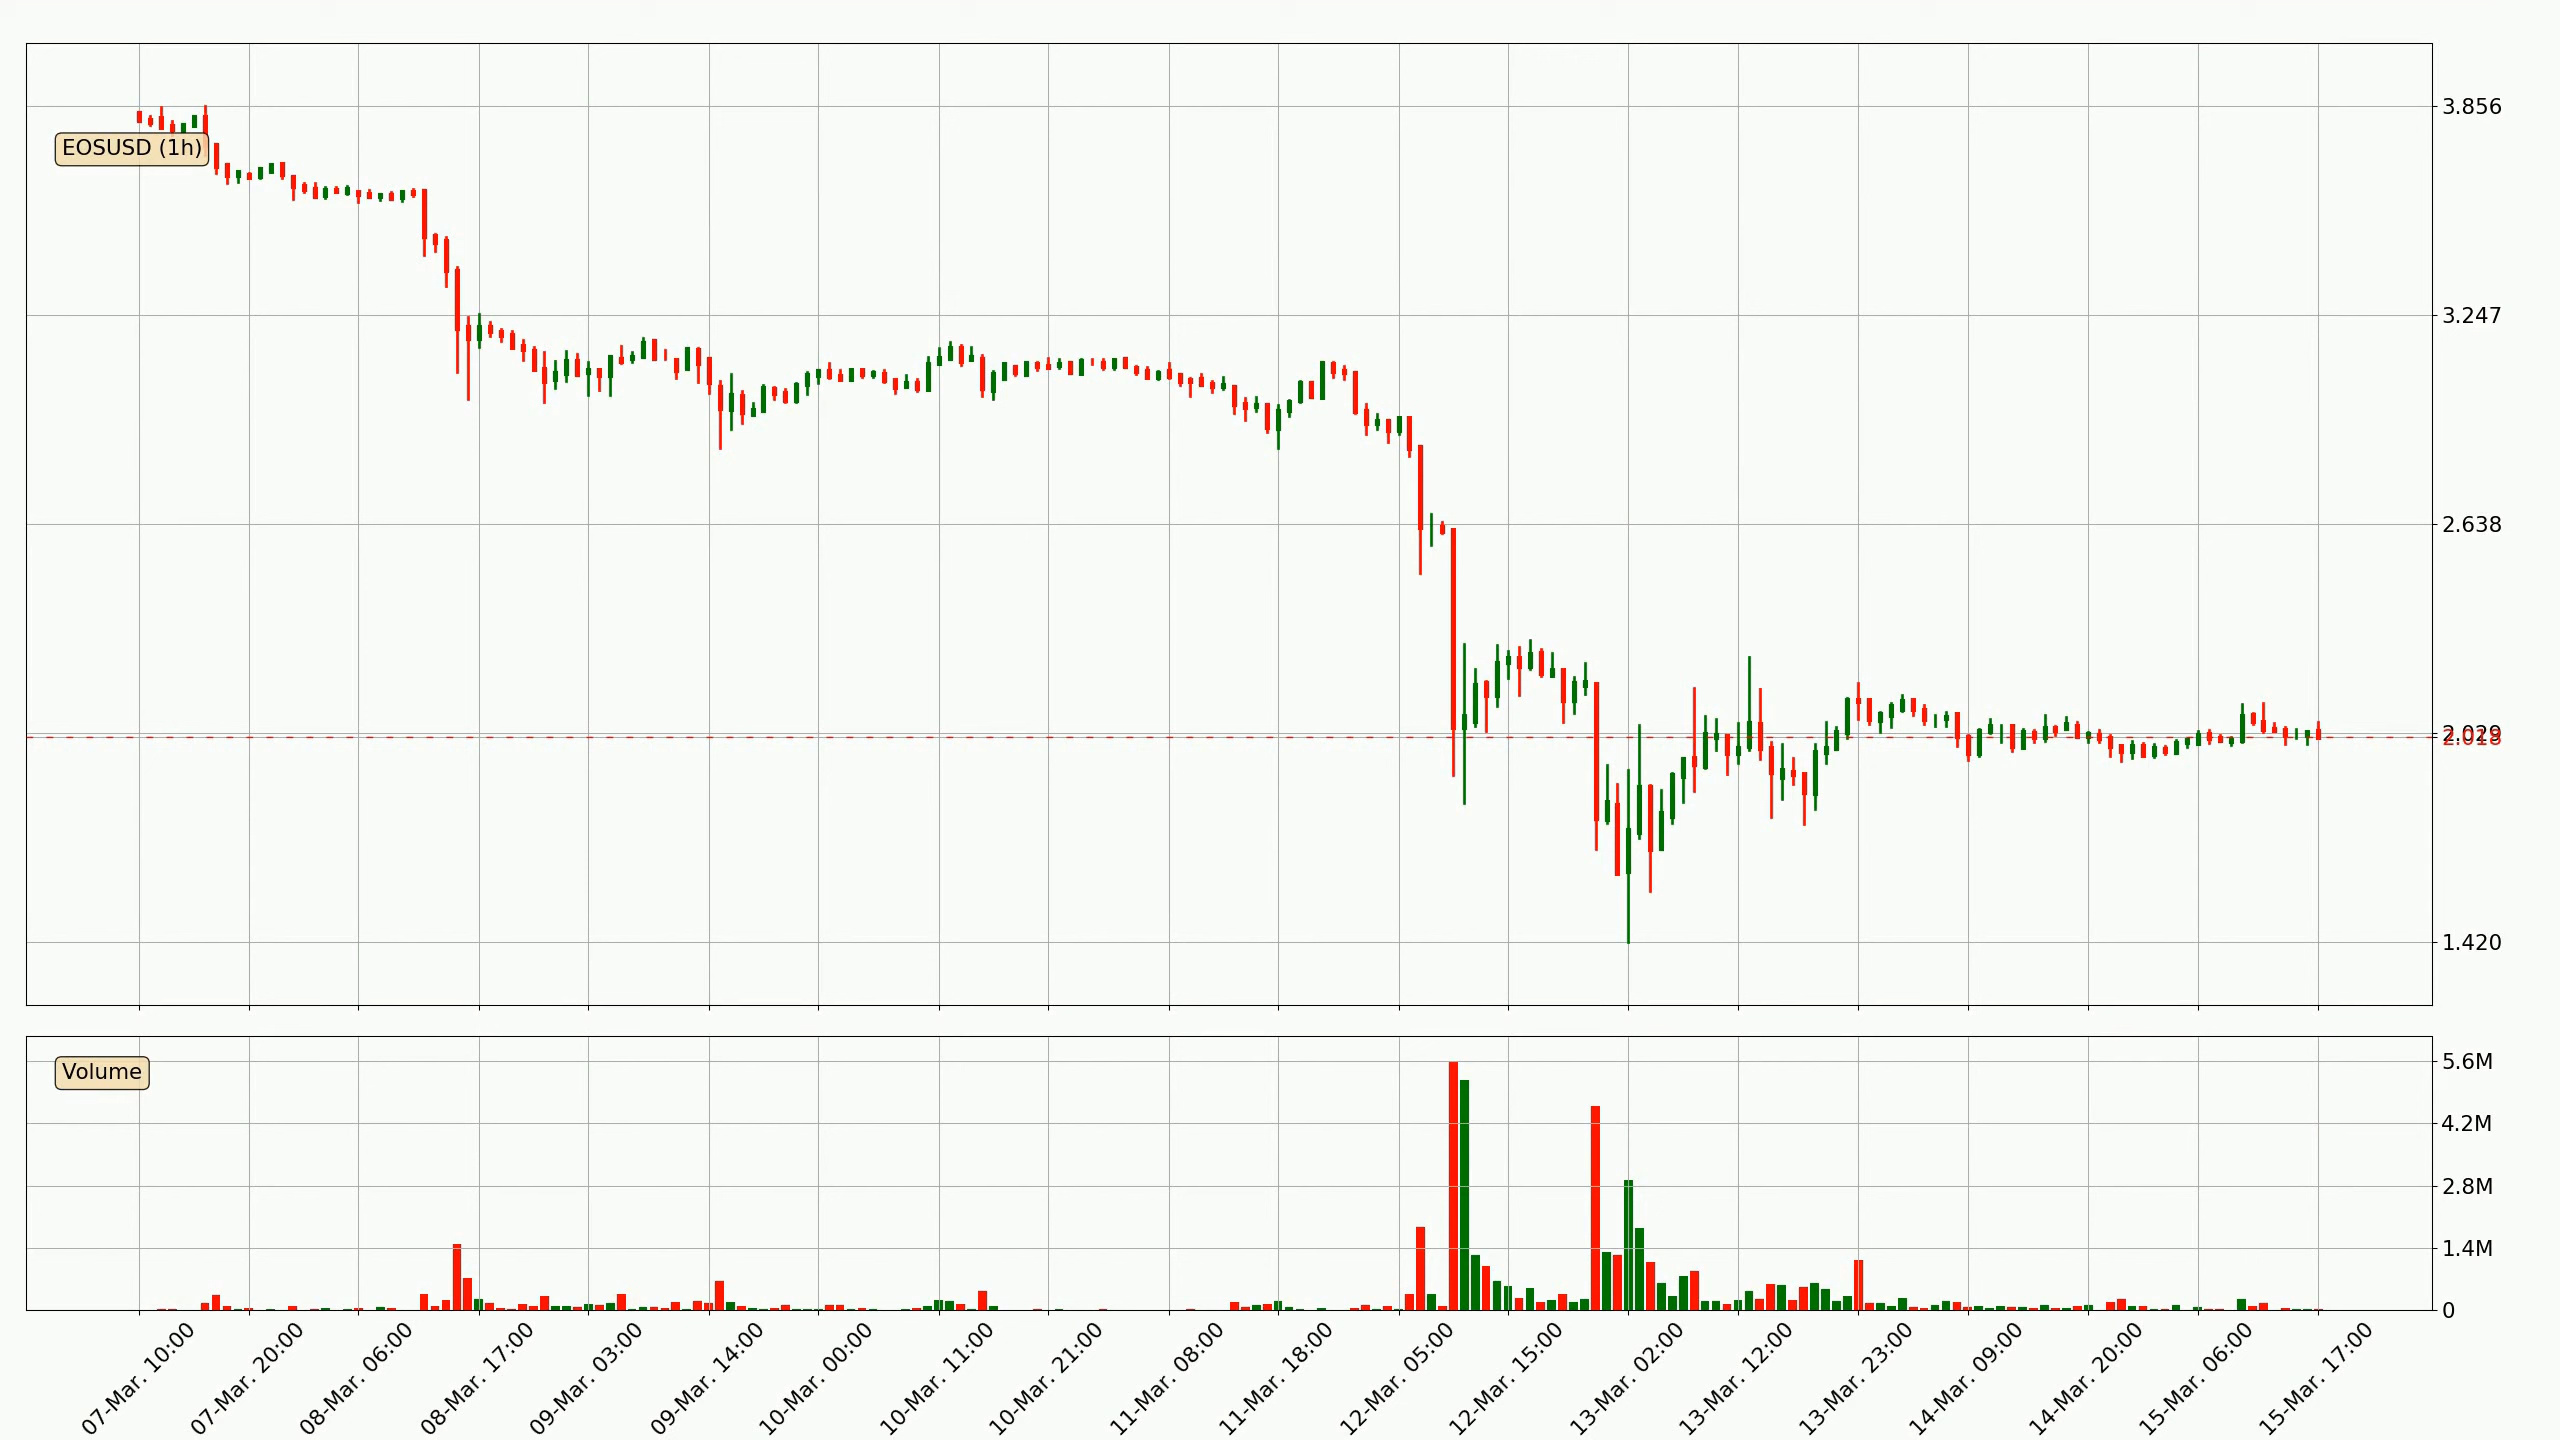 EOSUSD (1h)
3.856
3.247
2.638
2.029
2.018
1.420
Volume
5.6M
4.2M
2.8M
1.4M
0
07-Mar. 10:00
07-Mar. 20:00
08-Mar. 06:00
08-Mar. 17:00
09-Mar. 03:00
09-Mar. 14:00
10-Mar. 00:00
10-Mar. 11:00
10-Mar. 21:00
11-Mar. 08:00
11-Mar. 18:00
12-Mar. 05:00
12-Mar. 15:00
13-Mar. 02:00
13-Mar. 12:00
13-Mar. 23:00
14-Mar. 09:00
14-Mar. 20:00
15-Mar. 06:00
15-Mar. 17:00